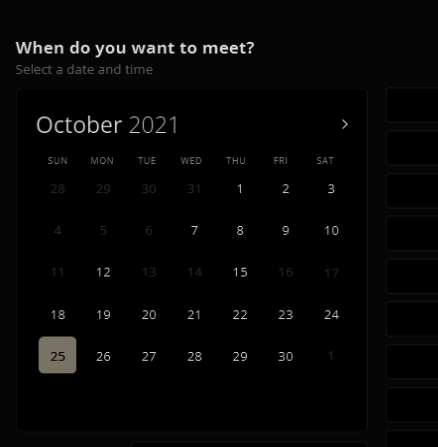 When do you want to meet?
Select a date and time
October 2021
SUN MON TUE WED THU FRI SAT
28 29 30 31 1 2 3
4 5 6 7 8 9 10
11 12 13 14 15 16 17
18 19 20 21 22 23 24
25 26 27 28 29 30 1